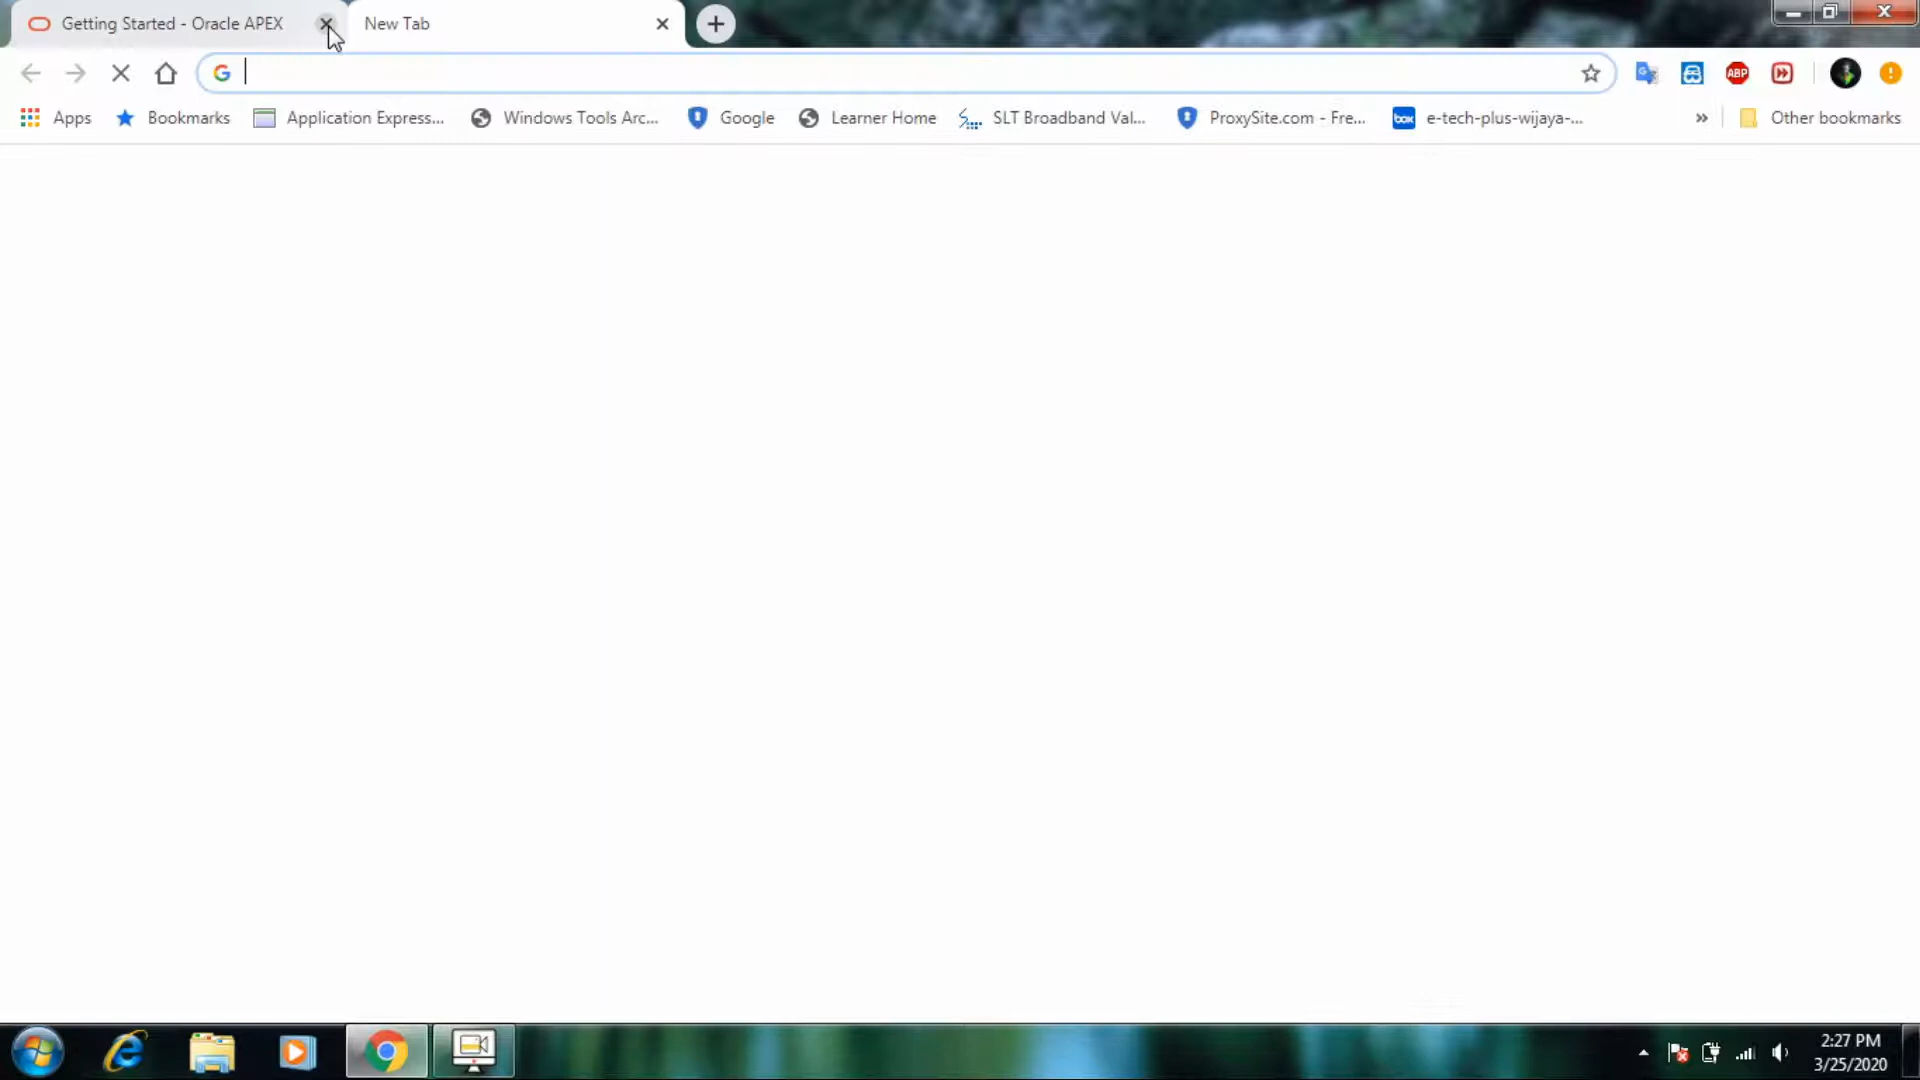 Getting Started - Oracle APEX
New Tab
Apps
Bookmarks
Application Express...
Windows Tools Arc...
Google
Learner Home
SLT Broadband Val...
ProxySite.com - Fre...
box
e-tech-plus-wijaya-...
»
Other bookmarks
ABP
2:27 PM
3/25/2020